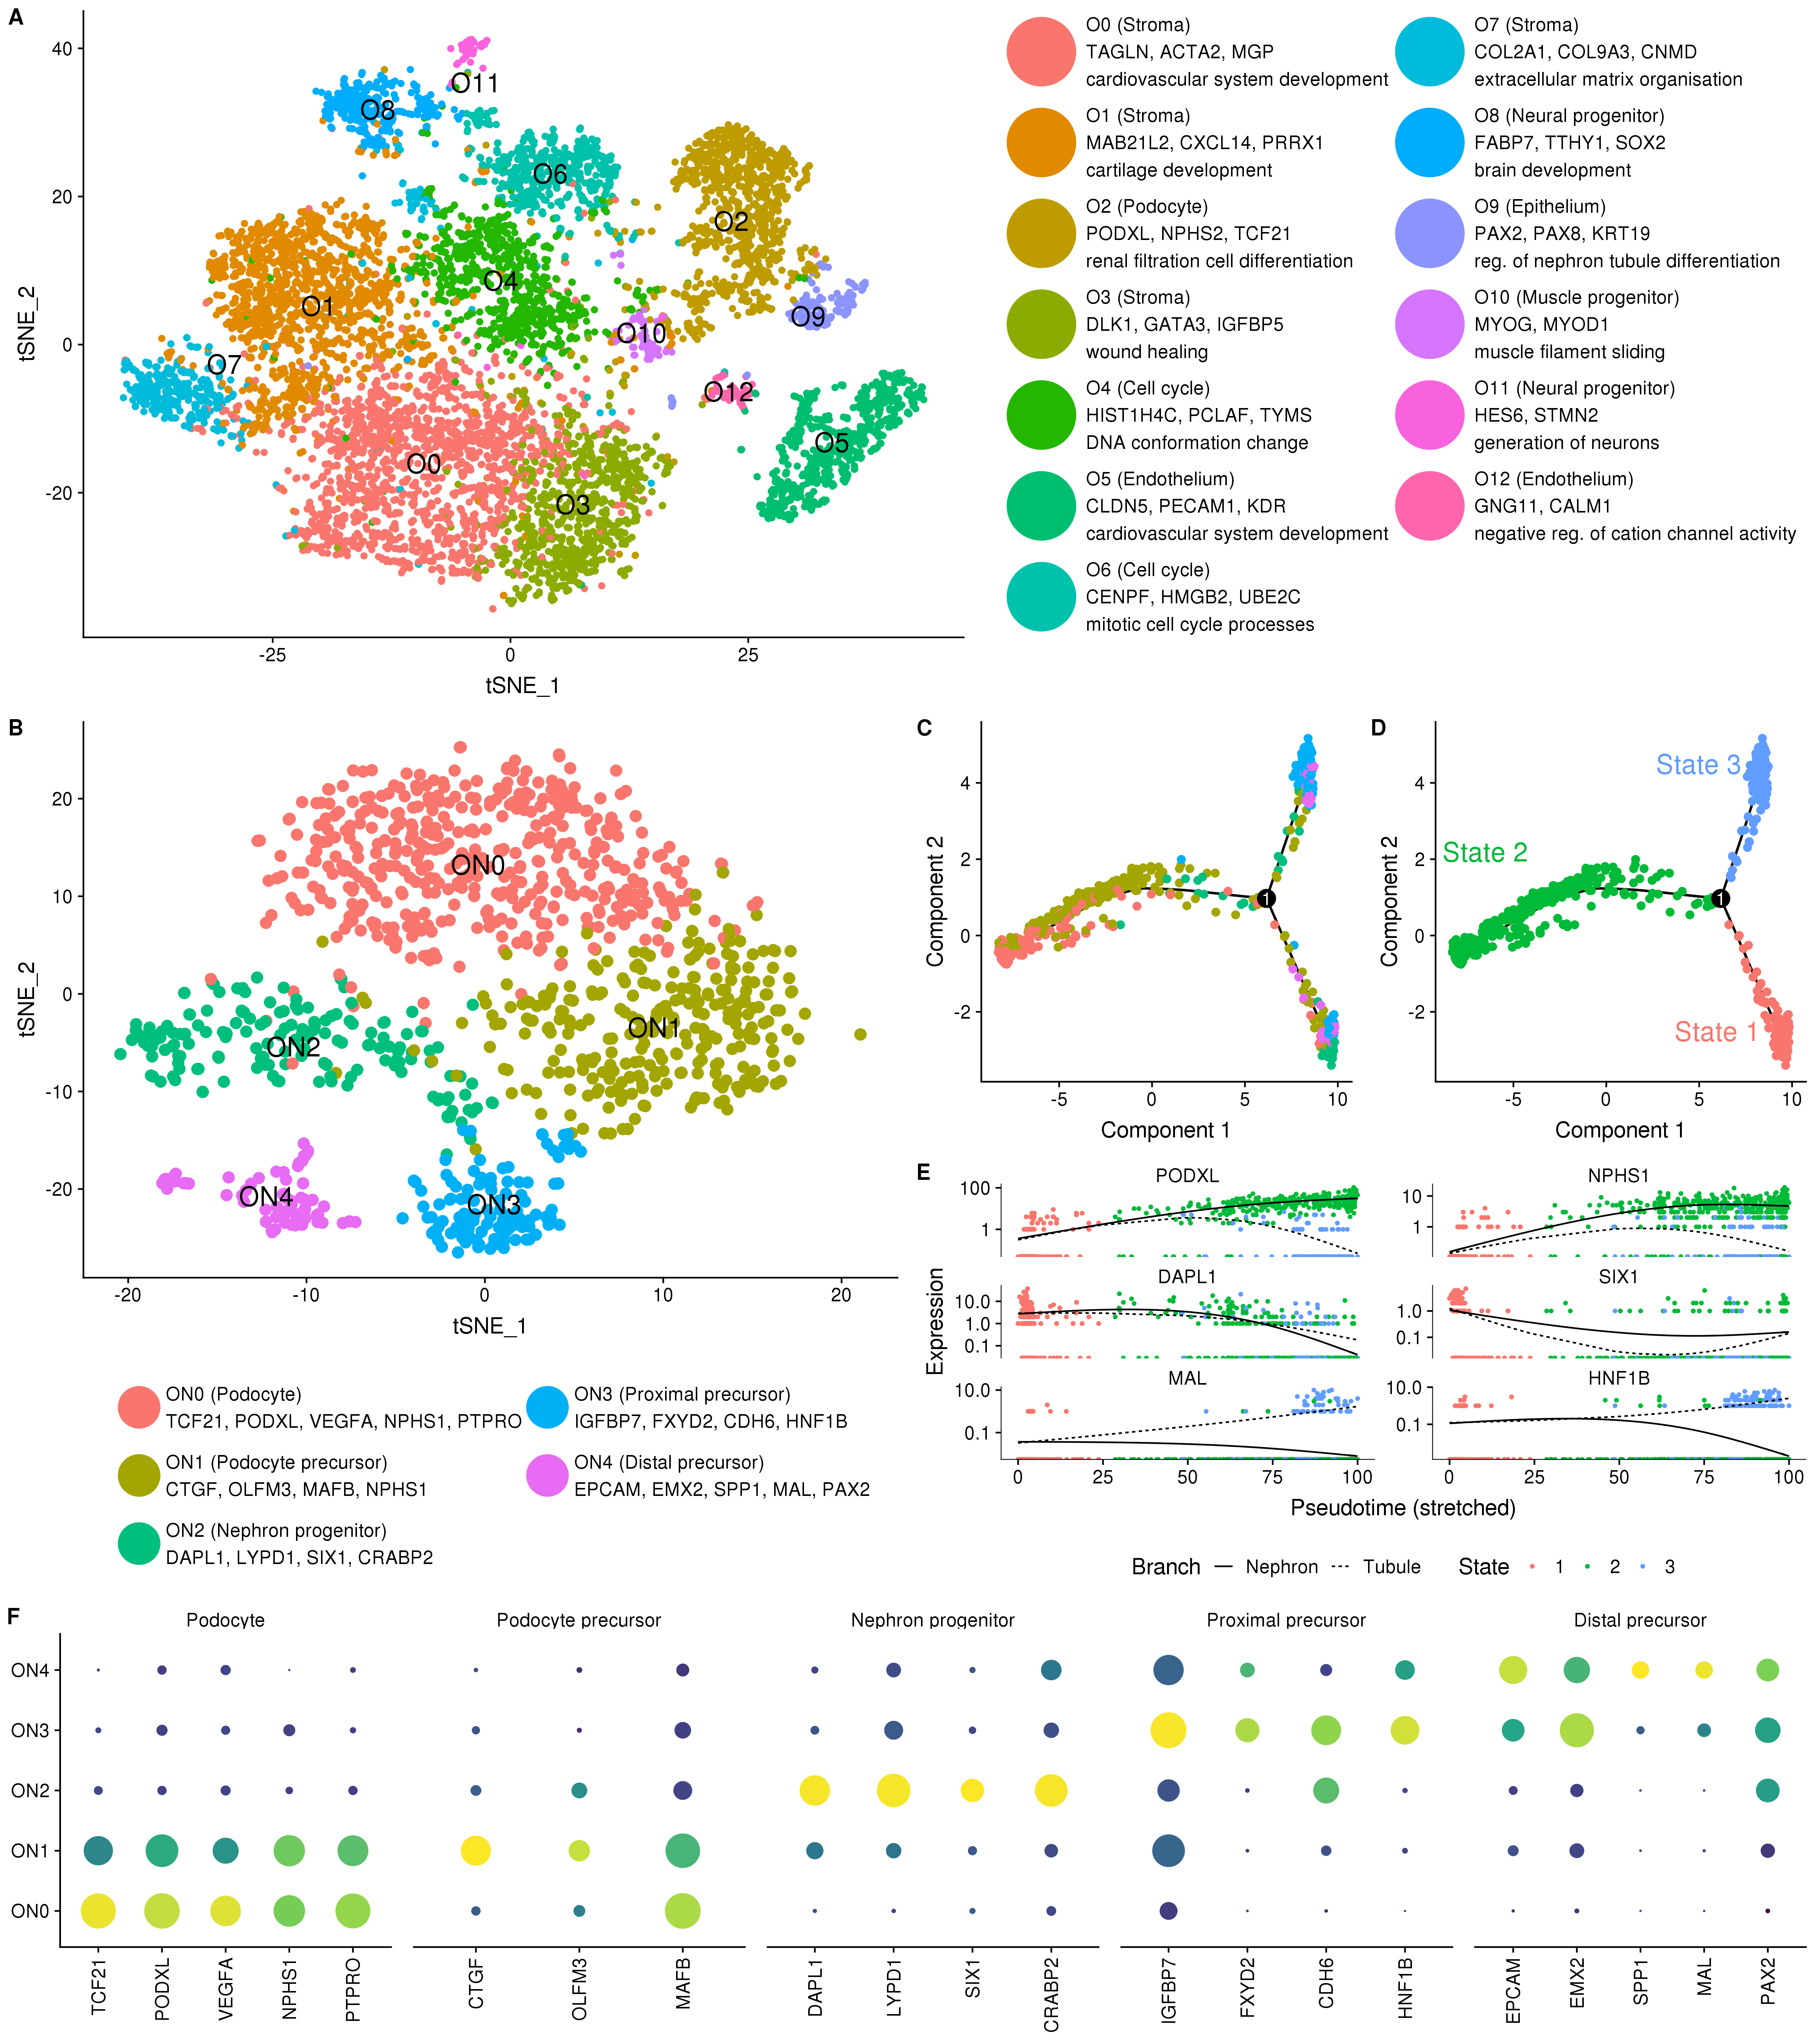 A
40
20
0
-20
-25
0
25
tSNE_1
tSNE_2
O11
O8
O6
O2
O4
O1
O9
O10
O7
O12
O5
O0
O3
O0 (Stroma)
TAGLN, ACTA2, MGP
cardiovascular system development
O1 (Stroma)
MAB21L2, CXCL14, PRRX1
cartilage development
O2 (Podocyte)
PODXL, NPHS2, TCF21
renal filtration cell differentiation
O3 (Stroma)
DLK1, GATA3, IGFBP5
wound healing
O4 (Cell cycle)
HIST1H4C, PCLAF, TYMS
DNA conformation change
O5 (Endothelium)
CLDN5, PECAM1, KDR
cardiovascular system development
O6 (Cell cycle)
CENPF, HMGB2, UBE2C
mitotic cell cycle processes
O7 (Stroma)
COL2A1, COL9A3, CNMD
extracellular matrix organisation
O8 (Neural progenitor)
FABP7, TTHY1, SOX2
brain development
O9 (Epithelium)
PAX2, PAX8, KRT19
reg. of nephron tubule differentiation
O10 (Muscle progenitor)
MYOG, MYOD1
muscle filament sliding
O11 (Neural progenitor)
HES6, STMN2
generation of neurons
O12 (Endothelium)
GNG11, CALM1
negative reg. of cation channel activity
B
20
10
0
-10
-20
-20
-10
0
10
20
tSNE_1
tSNE_2
ON0
ON1
ON2
ON4
ON3
ON0 (Podocyte)
TCF21, PODXL, VEGFA, NPHS1, PTPRO
ON1 (Podocyte precursor)
CTGF, OLFM3, MAFB, NPHS1
ON2 (Nephron progenitor)
DAPL1, LYPD1, SIX1, CRABP2
ON3 (Proximal precursor)
IGFBP7, FXYD2, CDH6, HNF1B
ON4 (Distal precursor)
EPCAM, EMX2, SPP1, MAL, PAX2
C
4
2
0
-2
-5
0
5
10
Component 1
Component 2
1
D
4
2
0
-2
-5
0
5
10
Component 1
Component 2
State 3
State 2
State 1
1
E
PODXL
100
1
NPHS1
10
1
DAPL1
10.0
1.0
0.1
SIX1
1.0
0.1
MAL
10.0
0.1
HNF1B
10.0
0.1
Expression
0
25
50
75
100
0
25
50
75
100
Pseudotime (stretched)
Branch
Nephron
Tubule
State
1
2
3
F
Podocyte
Podocyte precursor
Nephron progenitor
Proximal precursor
Distal precursor
ON4
ON3
ON2
ON1
ON0
TCF21
PODXL
VEGFA
NPHS1
PTPRO
CTGF
OLFM3
MAFB
DAPL1
LYPD1
SIX1
CRABP2
IGFBP7
FXYD2
CDH6
HNF1B
EPCAM
EMX2
SPP1
MAL
PAX2